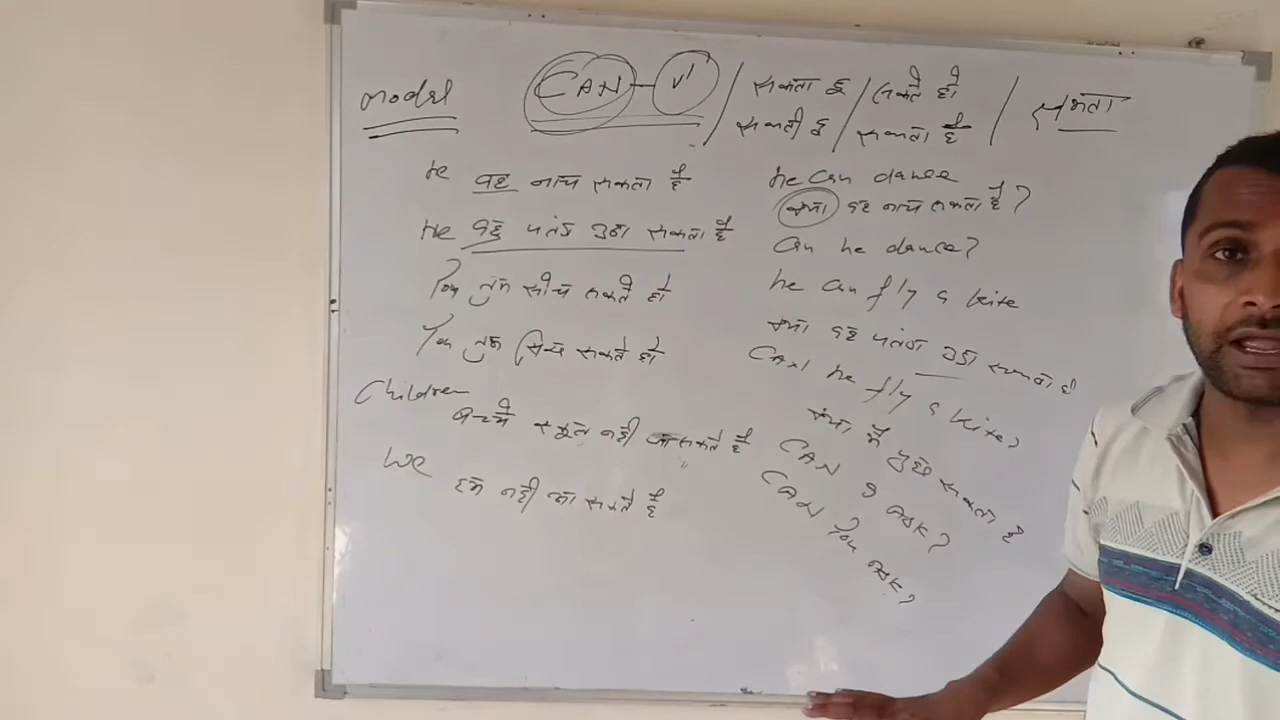 Model CAN - V¹ / सकता हूं / सकते हो / क्षमता
सकती हूं / सकता है
He वह नाच सकता है
He वह पतंग उड़ा सकता है
You तुम सीख सकते हो
You तुम सकते हो
Children
बच्चे स्कूल नही जा सकते है
We
हम नही जा सकते है
he can dance
क्या वह नाच सकता है?
Can he dance?
he can fly a kite
क्या वह पतंग उड़ा सकता है
CAN he fly a kite?
क्या मैं पुछ सकता हूं
CAN I ask?
CAN You ask?